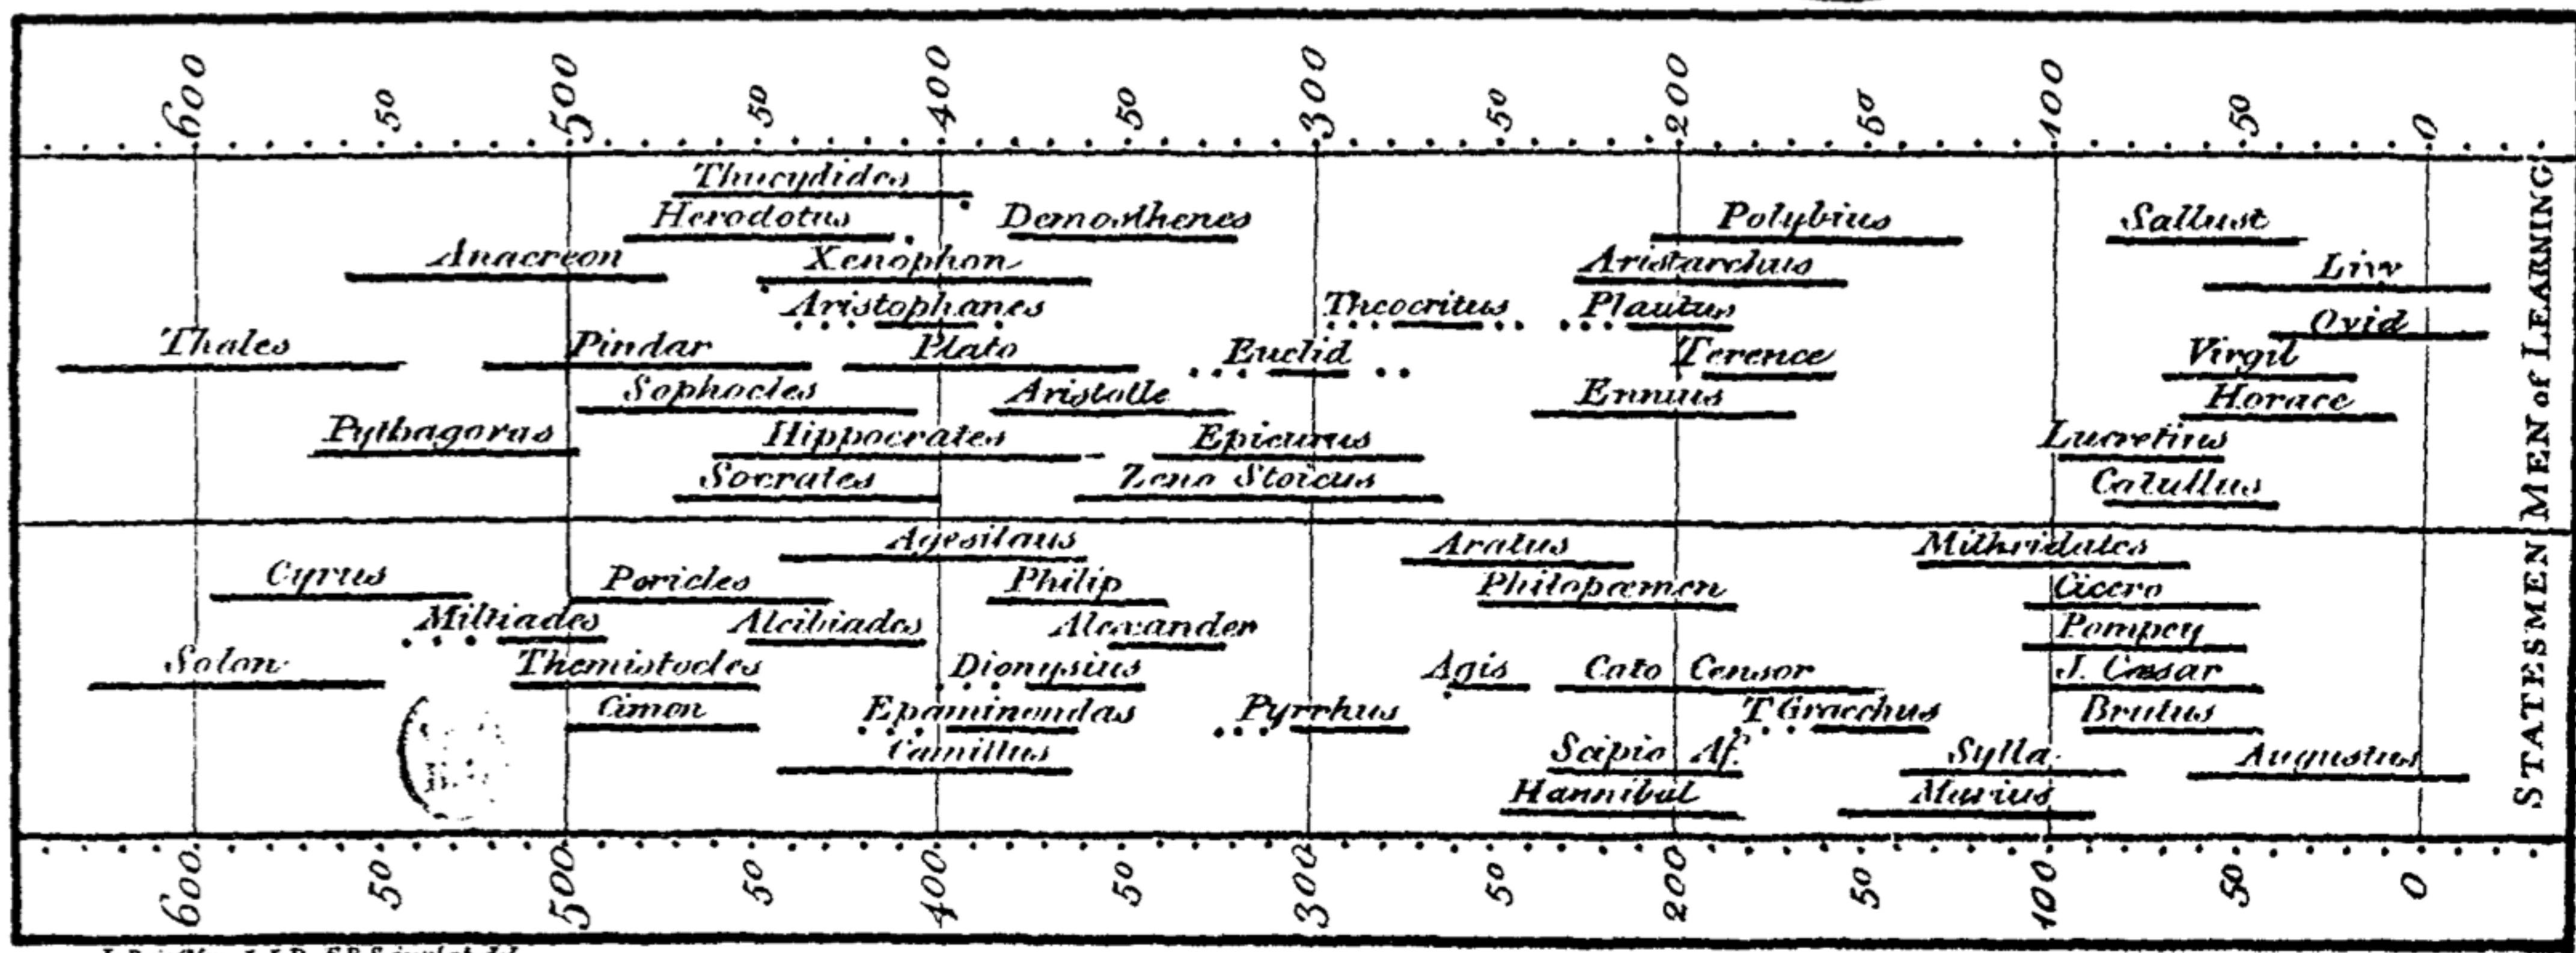 600 50 500 50 400 50 300 50 200 50 100 50 0
Thucydides
Herodotus Demosthenes Polybius Sallust
Anacreon Xenophon Aristarchus Livy
Aristophanes Theocritus Plautus Ovid
Thales Pindar Plato Euclid Terence Virgil
Sophocles Aristotle Ennius Horace
Pythagoras Hippocrates Epicurus Lucretius
Socrates Zeno Stoicus Catullus
MEN of LEARNING
Agesilaus Aratus Mithridates
Cyrus Pericles Philip Philopœmen Cicero
Miltiades Alcibiades Alexander Pompey
Solon Themistocles Dionysius Agis Cato Censor J. Cæsar
Cimon Epaminondas Pyrrhus T Gracchus Brutus
Camillus Scipio Af. Sylla Augustus
Hannibal Marius
STATESMEN
600 50 500 50 400 50 300 50 200 50 100 50 0